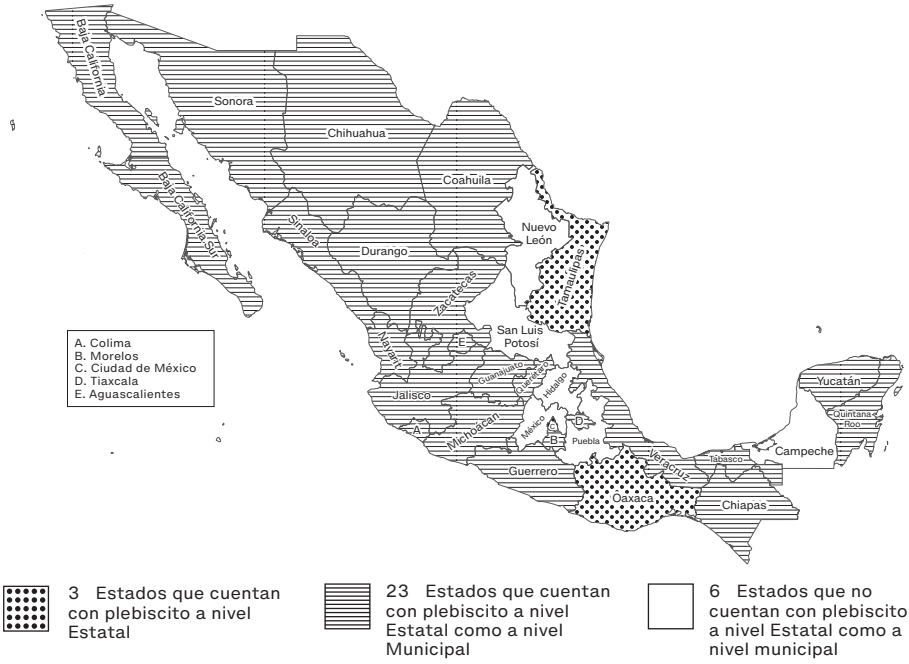 Baja California
Sonora
Chihuahua
Coahuila
Baja California Sur
Sinaloa
Nuevo
León
Durango
Tamaulipas
Zacatecas
San Luis
Potosí
A. Colima
B. Morelos
C. Ciudad de México
D. Tiaxcala
E. Aguascalientes
Nayarit
E
Guanajuato
Querétaro
Hidalgo
Yucatán
Jalisco
Quintana
Roo
A
Michoácan
México
C
D
B
Puebla
Campeche
Veracruz
Tabasco
Guerrero
Oaxaca
Chiapas
3 Estados que cuentan
con plebiscito a nivel
Estatal
23 Estados que cuentan
con plebiscito a nivel
Estatal como a nivel
Municipal
6 Estados que no
cuentan con plebiscito
a nivel Estatal como a
nivel municipal